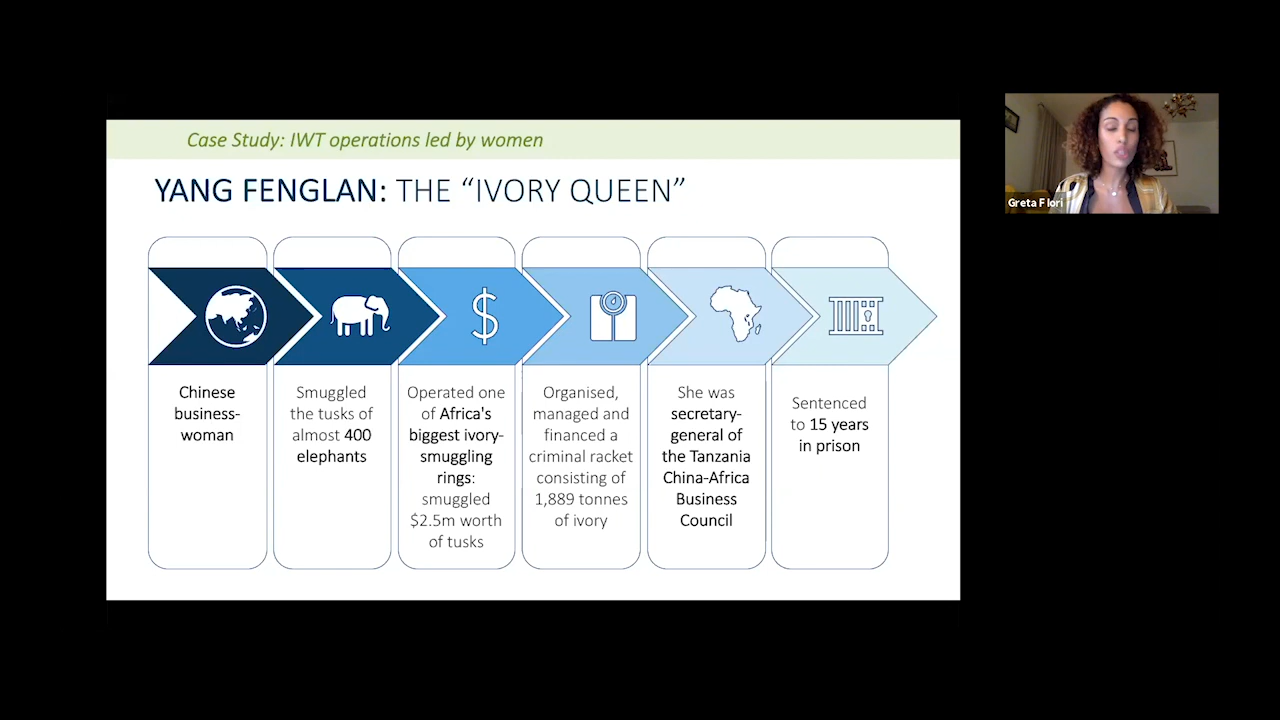 Case Study: IWT operations led by women
YANG FENGLAN: THE “IVORY QUEEN”
Chinese
business-
woman
Smuggled
the tusks of
almost 400
elephants
Operated one
of Africa's
biggest ivory-
smuggling
rings:
smuggled
$2.5m worth
of tusks
Organised,
managed and
financed a
criminal racket
consisting of
1,889 tonnes
of ivory
She was
secretary-
general of
the Tanzania
China-Africa
Business
Council
Sentenced
to 15 years
in prison
Greta F Iori